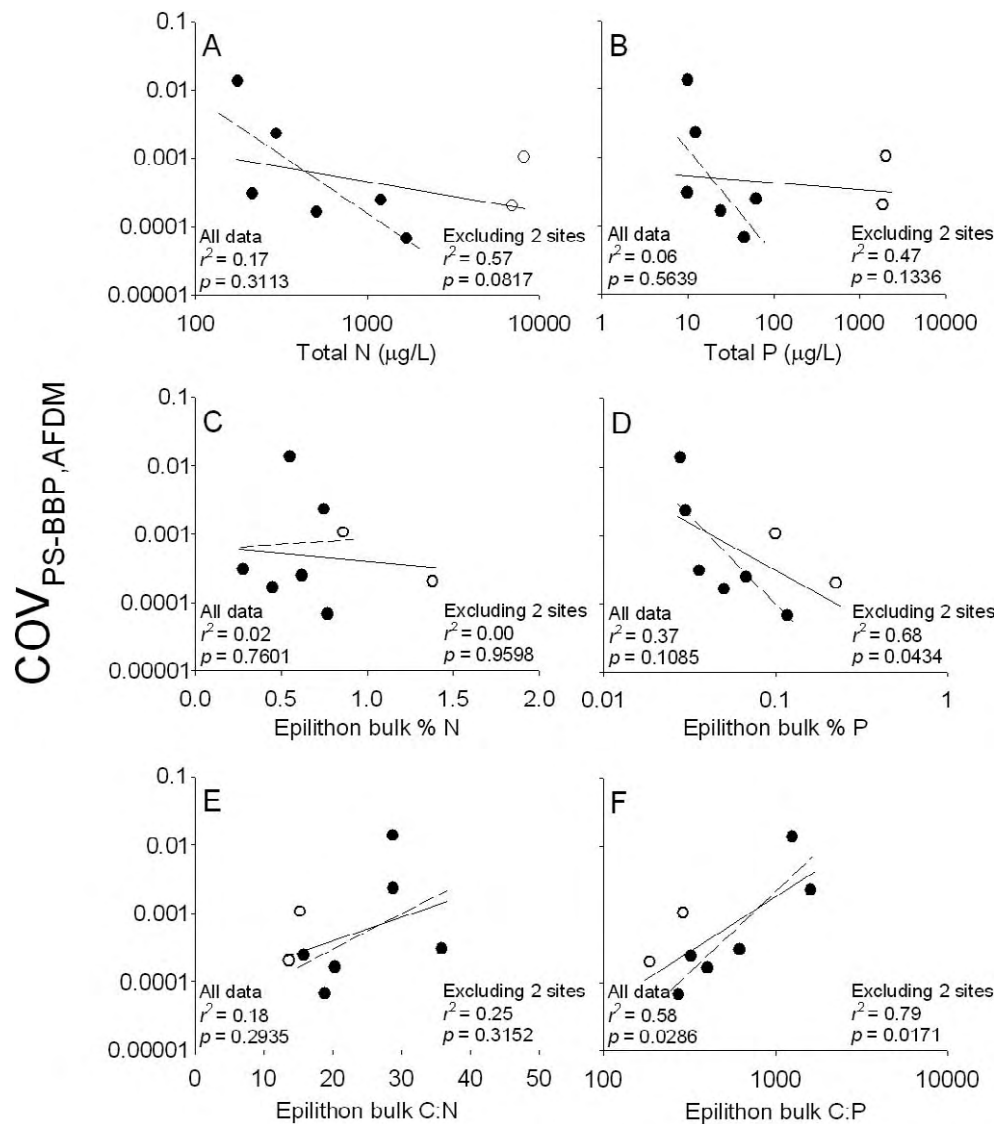 COV PS-BBP,AFDM
A
0.1
0.01
0.001
0.0001
0.00001
All data
r² = 0.17
p = 0.3113
Excluding 2 sites
r² = 0.57
p = 0.0817
100 1000 10000
Total N (µg/L)
B
All data
r² = 0.06
p = 0.5639
Excluding 2 sites
r² = 0.47
p = 0.1336
1 10 100 1000 10000
Total P (µg/L)
C
0.1
0.01
0.001
0.0001
0.00001
All data
r² = 0.02
p = 0.7601
Excluding 2 sites
r² = 0.00
p = 0.9598
0.0 0.5 1.0 1.5 2.0
Epilithon bulk % N
D
All data
r² = 0.37
p = 0.1085
Excluding 2 sites
r² = 0.68
p = 0.0434
0.01 0.1 1
Epilithon bulk % P
E
0.1
0.01
0.001
0.0001
0.00001
All data
r² = 0.18
p = 0.2935
Excluding 2 sites
r² = 0.25
p = 0.3152
0 10 20 30 40 50
Epilithon bulk C:N
F
All data
r² = 0.58
p = 0.0286
Excluding 2 sites
r² = 0.79
p = 0.0171
100 1000 10000
Epilithon bulk C:P